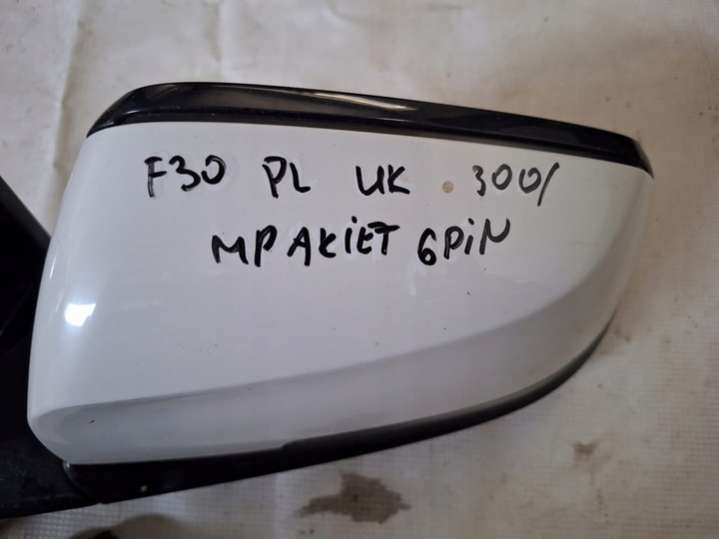 F30 PL UK 300/
MPAKIET 6PiN